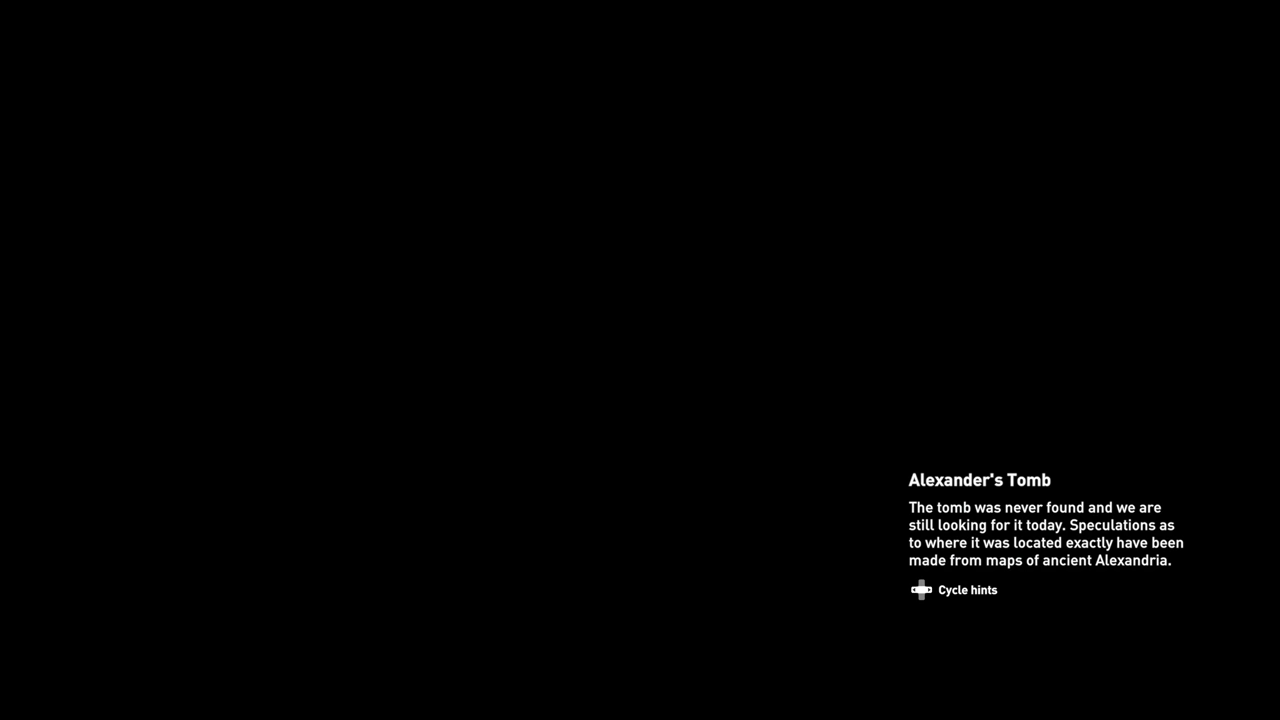 Alexander's Tomb
The tomb was never found and we are
still looking for it today. Speculations as
to where it was located exactly have been
made from maps of ancient Alexandria.
Cycle hints